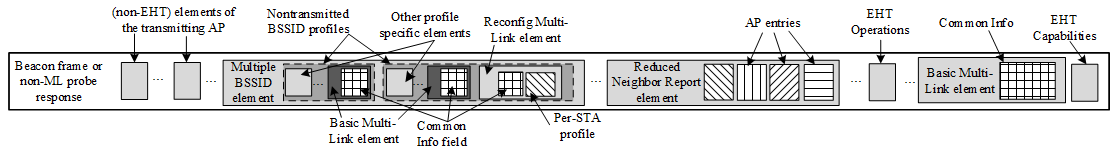 (non-EHT) elements of
the transmitting AP
Nontransmitted
BSSID profiles
Other profile
specific elements
Reconfig Multi-
Link element
AP entries
EHT
Operations
Common Info
EHT
Capabilities
Beacon frame or
non-ML probe
response
...
Multiple
BSSID
element
...
...
...
Reduced
Neighbor Report
element
...
...
Basic Multi-
Link element
Basic Multi-
Link element
Common
Info field
Per-STA
profile